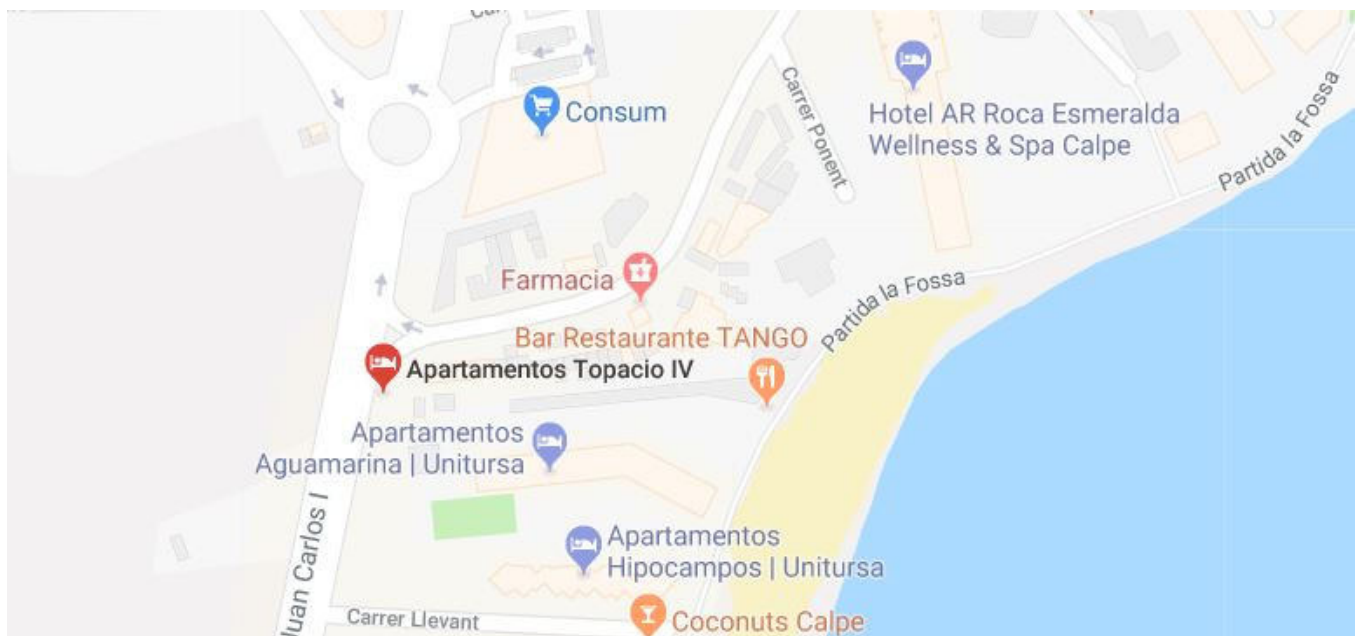 Consum
Carrer Ponent
Hotel AR Roca Esmeralda
Wellness & Spa Calpe
Partida la Fossa
Farmacia
Partida la Fossa
Bar Restaurante TANGO
Apartamentos Topacio IV
Apartamentos
Aguamarina | Unitursa
Juan Carlos I
Apartamentos
Hipocampos | Unitursa
Carrer Llevant
Coconuts Calpe